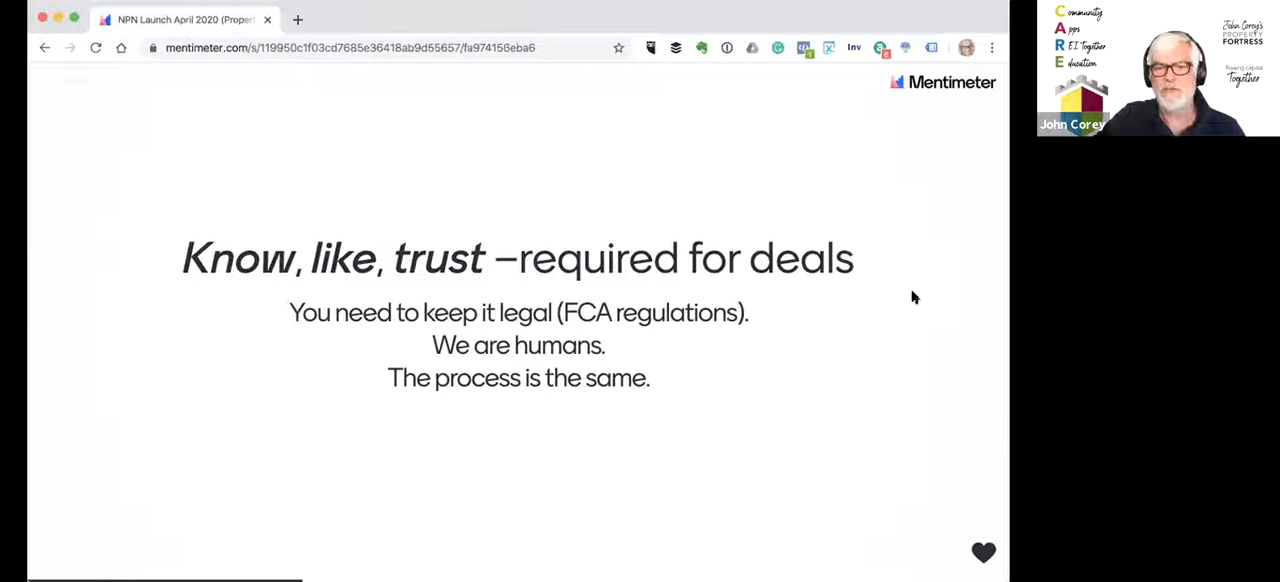 NPN Launch April 2020 (Proper
mentimeter.com/s/119950c1f03cd7685e36418ab9d55657/fa974156eba6
Inv
Mentimeter
Know, like, trust –required for deals
You need to keep it legal (FCA regulations).
We are humans.
The process is the same.
Community
Apps
REI Together
Education
John Corey's
PROPERTY
FORTRESS
Raising capital
Together
John Corey